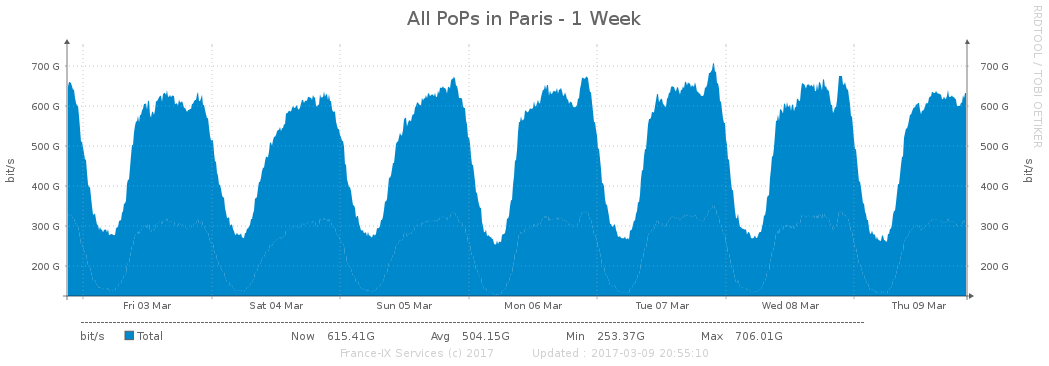 All PoPs in Paris - 1 Week
RRDTOOL / TOBI OETIKER
bit/s
700 G 700 G
600 G 600 G
500 G 500 G
400 G 400 G
300 G 300 G
200 G 200 G
bit/s
Fri 03 Mar Sat 04 Mar Sun 05 Mar Mon 06 Mar Tue 07 Mar Wed 08 Mar Thu 09 Mar
bit/s Total Now 615.41G Avg 504.15G Min 253.37G Max 706.01G
France-IX Services (c) 2017 Updated : 2017-03-09 20:55:10